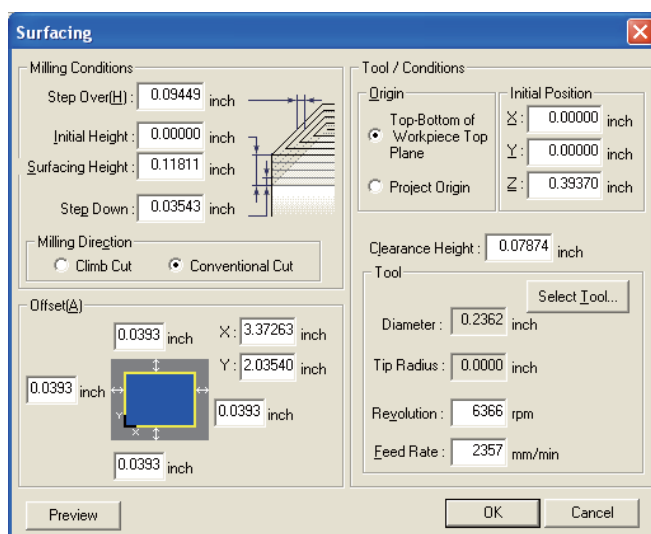 Surfacing
Milling Conditions
Step Over(H) : 0.09449 inch
Initial Height : 0.00000 inch
Surfacing Height : 0.11811 inch
Step Down : 0.03543 inch
Milling Direction
Climb Cut Conventional Cut
Offset(A)
0.0393 inch X : 3.37263 inch
Y : 2.03540 inch
0.0393 inch
Y
X
0.0393 inch
0.0393 inch
Preview
Tool / Conditions
Origin
Top-Bottom of
Workpiece Top
Plane
Project Origin
Initial Position
X : 0.00000 inch
Y : 0.00000 inch
Z : 0.39370 inch
Clearance Height : 0.07874 inch
Tool
Select Tool...
Diameter : 0.2362 inch
Tip Radius : 0.0000 inch
Revolution : 6366 rpm
Feed Rate : 2357 mm/min
OK Cancel